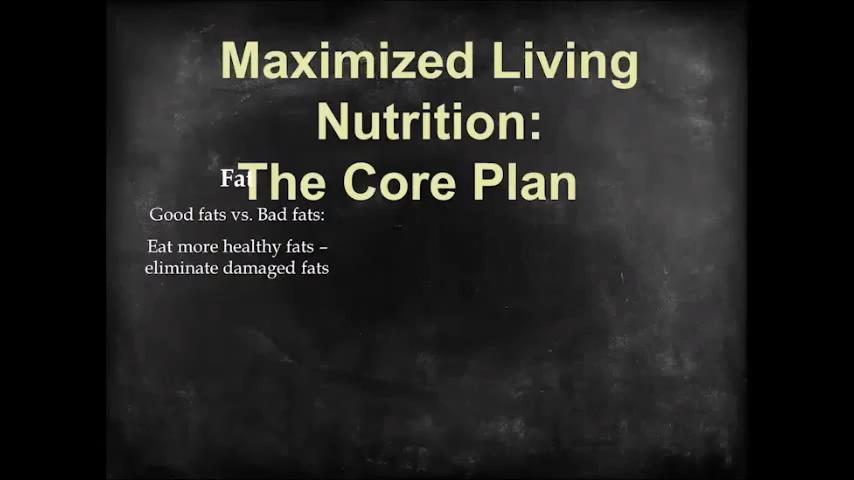 Maximized Living
Nutrition:
The Core Plan
Fat
Good fats vs. Bad fats:
Eat more healthy fats –
eliminate damaged fats